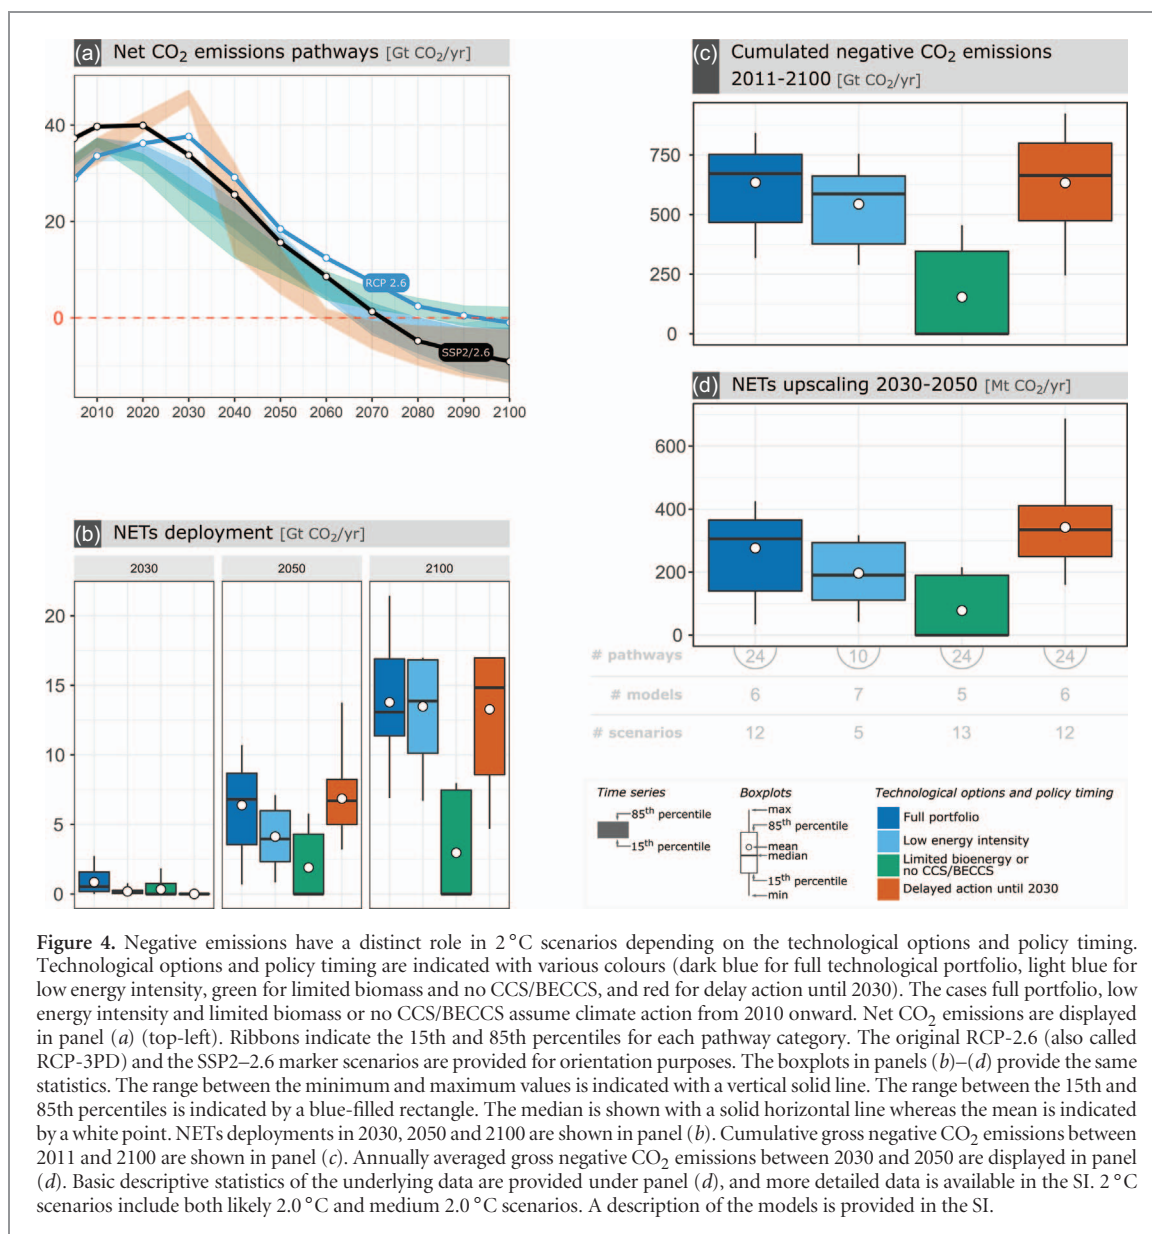 (a) Net CO2 emissions pathways [Gt CO2/yr]
40
20
0
RCP 2.6
SSP2/2.6
2010 2020 2030 2040 2050 2060 2070 2080 2090 2100
(b) NETs deployment [Gt CO2/yr]
2030 2050 2100
20
15
10
5
0
(c) Cumulated negative CO2 emissions
2011-2100 [Gt CO2/yr]
750
500
250
0
(d) NETs upscaling 2030-2050 [Mt CO2/yr]
600
400
200
0
# pathways 24 10 24 24
# models 6 7 5 6
# scenarios 12 5 13 12
Time series
85th percentile
15th percentile
Boxplots
max
85th percentile
mean
median
15th percentile
min
Technological options and policy timing
Full portfolio
Low energy intensity
Limited bioenergy or
no CCS/BECCS
Delayed action until 2030
Figure 4. Negative emissions have a distinct role in 2 °C scenarios depending on the technological options and policy timing.
Technological options and policy timing are indicated with various colours (dark blue for full technological portfolio, light blue for
low energy intensity, green for limited biomass and no CCS/BECCS, and red for delay action until 2030). The cases full portfolio, low
energy intensity and limited biomass or no CCS/BECCS assume climate action from 2010 onward. Net CO2 emissions are displayed
in panel (a) (top-left). Ribbons indicate the 15th and 85th percentiles for each pathway category. The original RCP-2.6 (also called
RCP-3PD) and the SSP2–2.6 marker scenarios are provided for orientation purposes. The boxplots in panels (b)–(d) provide the same
statistics. The range between the minimum and maximum values is indicated with a vertical solid line. The range between the 15th and
85th percentiles is indicated by a blue-filled rectangle. The median is shown with a solid horizontal line whereas the mean is indicated
by a white point. NETs deployments in 2030, 2050 and 2100 are shown in panel (b). Cumulative gross negative CO2 emissions between
2011 and 2100 are shown in panel (c). Annually averaged gross negative CO2 emissions between 2030 and 2050 are displayed in panel
(d). Basic descriptive statistics of the underlying data are provided under panel (d), and more detailed data is available in the SI. 2 °C
scenarios include both likely 2.0 °C and medium 2.0 °C scenarios. A description of the models is provided in the SI.